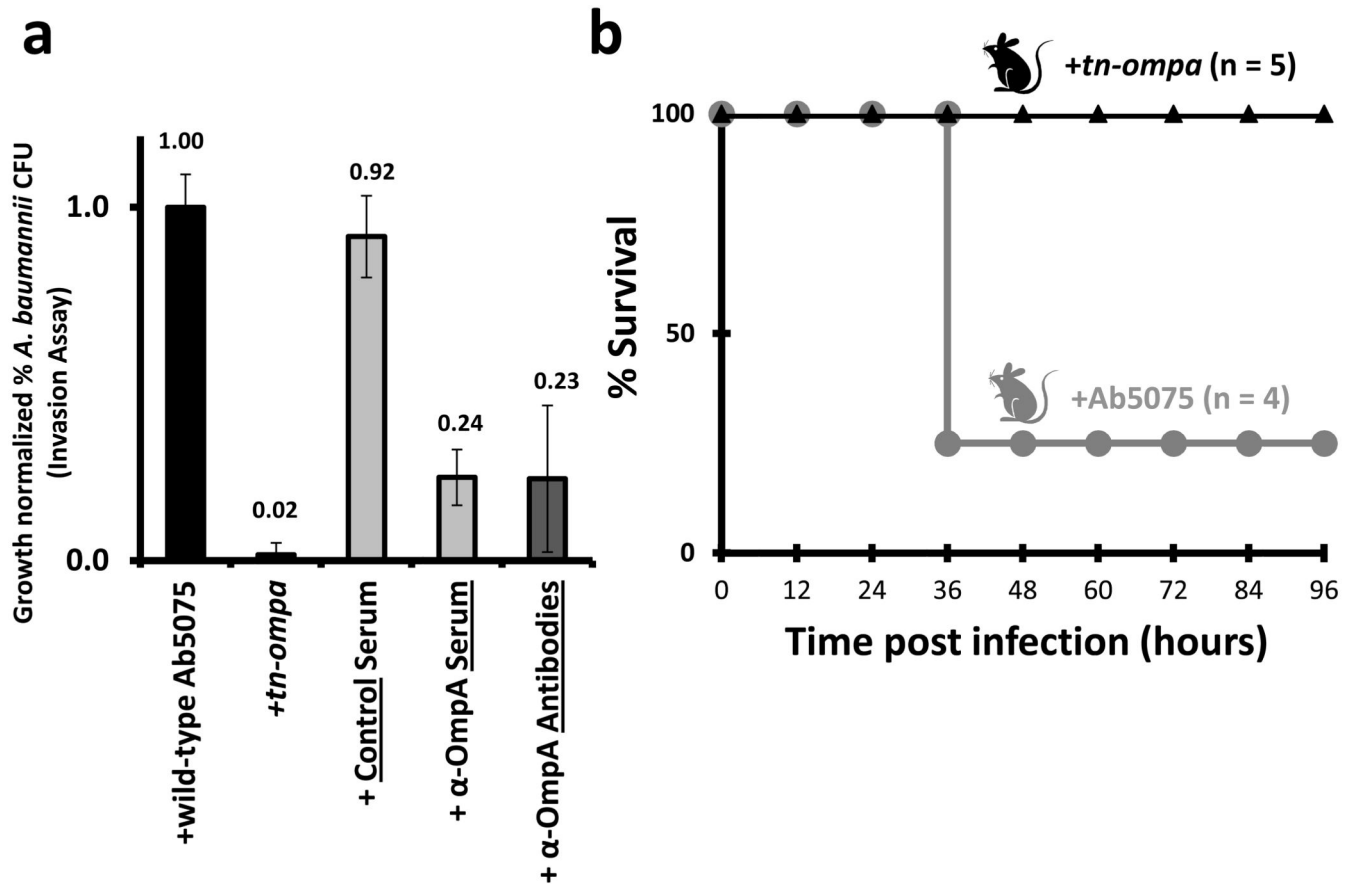 a
Growth normalized % A. baumannii CFU
(Invasion Assay)
1.0
0.0
1.00
0.02
0.92
0.24
0.23
+wild-type Ab5075
+tn-ompa
+ Control Serum
+ α-OmpA Serum
+ α-OmpA Antibodies
b
+tn-ompa (n = 5)
+Ab5075 (n = 4)
% Survival
100
50
0
0 12 24 36 48 60 72 84 96
Time post infection (hours)